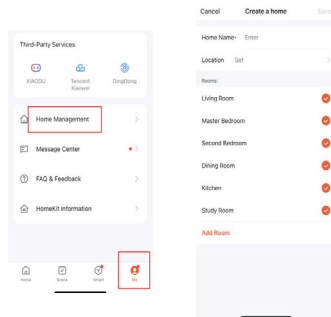 Third-Party Services
XIAODU
Tencent
Xiaowei
DingDong
Home Management
Message Center
FAQ & Feedback
HomeKit Information
Home
Scene
Smart
Me
Cancel
Create a home
Save
Home Name*
Enter
Location
Set
Rooms:
Living Room
Master Bedroom
Second Bedroom
Dining Room
Kitchen
Study Room
Add Room